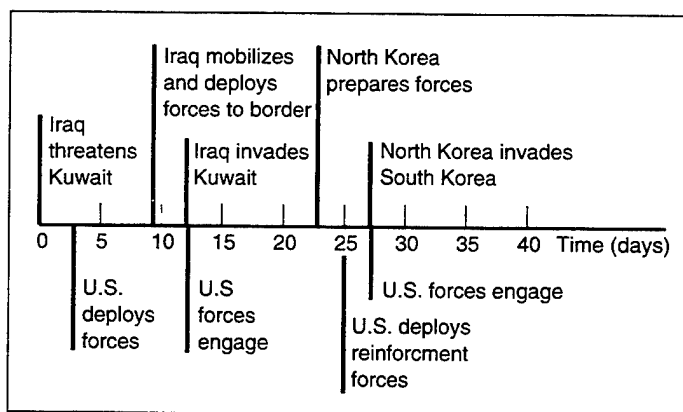 Iraq mobilizes
and deploys
forces to border
North Korea
prepares forces
Iraq
threatens
Kuwait
Iraq invades
Kuwait
North Korea invades
South Korea
0 5 10 15 20 25 30 35 40 Time (days)
U.S.
deploys
forces
U.S
forces
engage
U.S. forces engage
U.S. deploys
reinforcment
forces